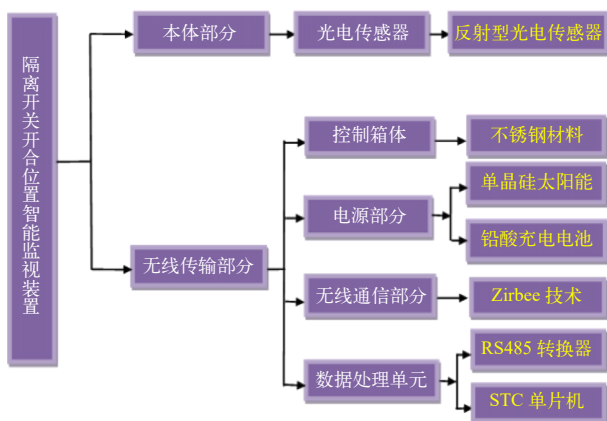 隔离开关开合位置智能监视装置
本体部分
光电传感器
反射型光电传感器
无线传输部分
控制箱体
不锈钢材料
电源部分
单晶硅太阳能
铅酸充电电池
无线通信部分
Zirbee 技术
数据处理单元
RS485 转换器
STC 单片机